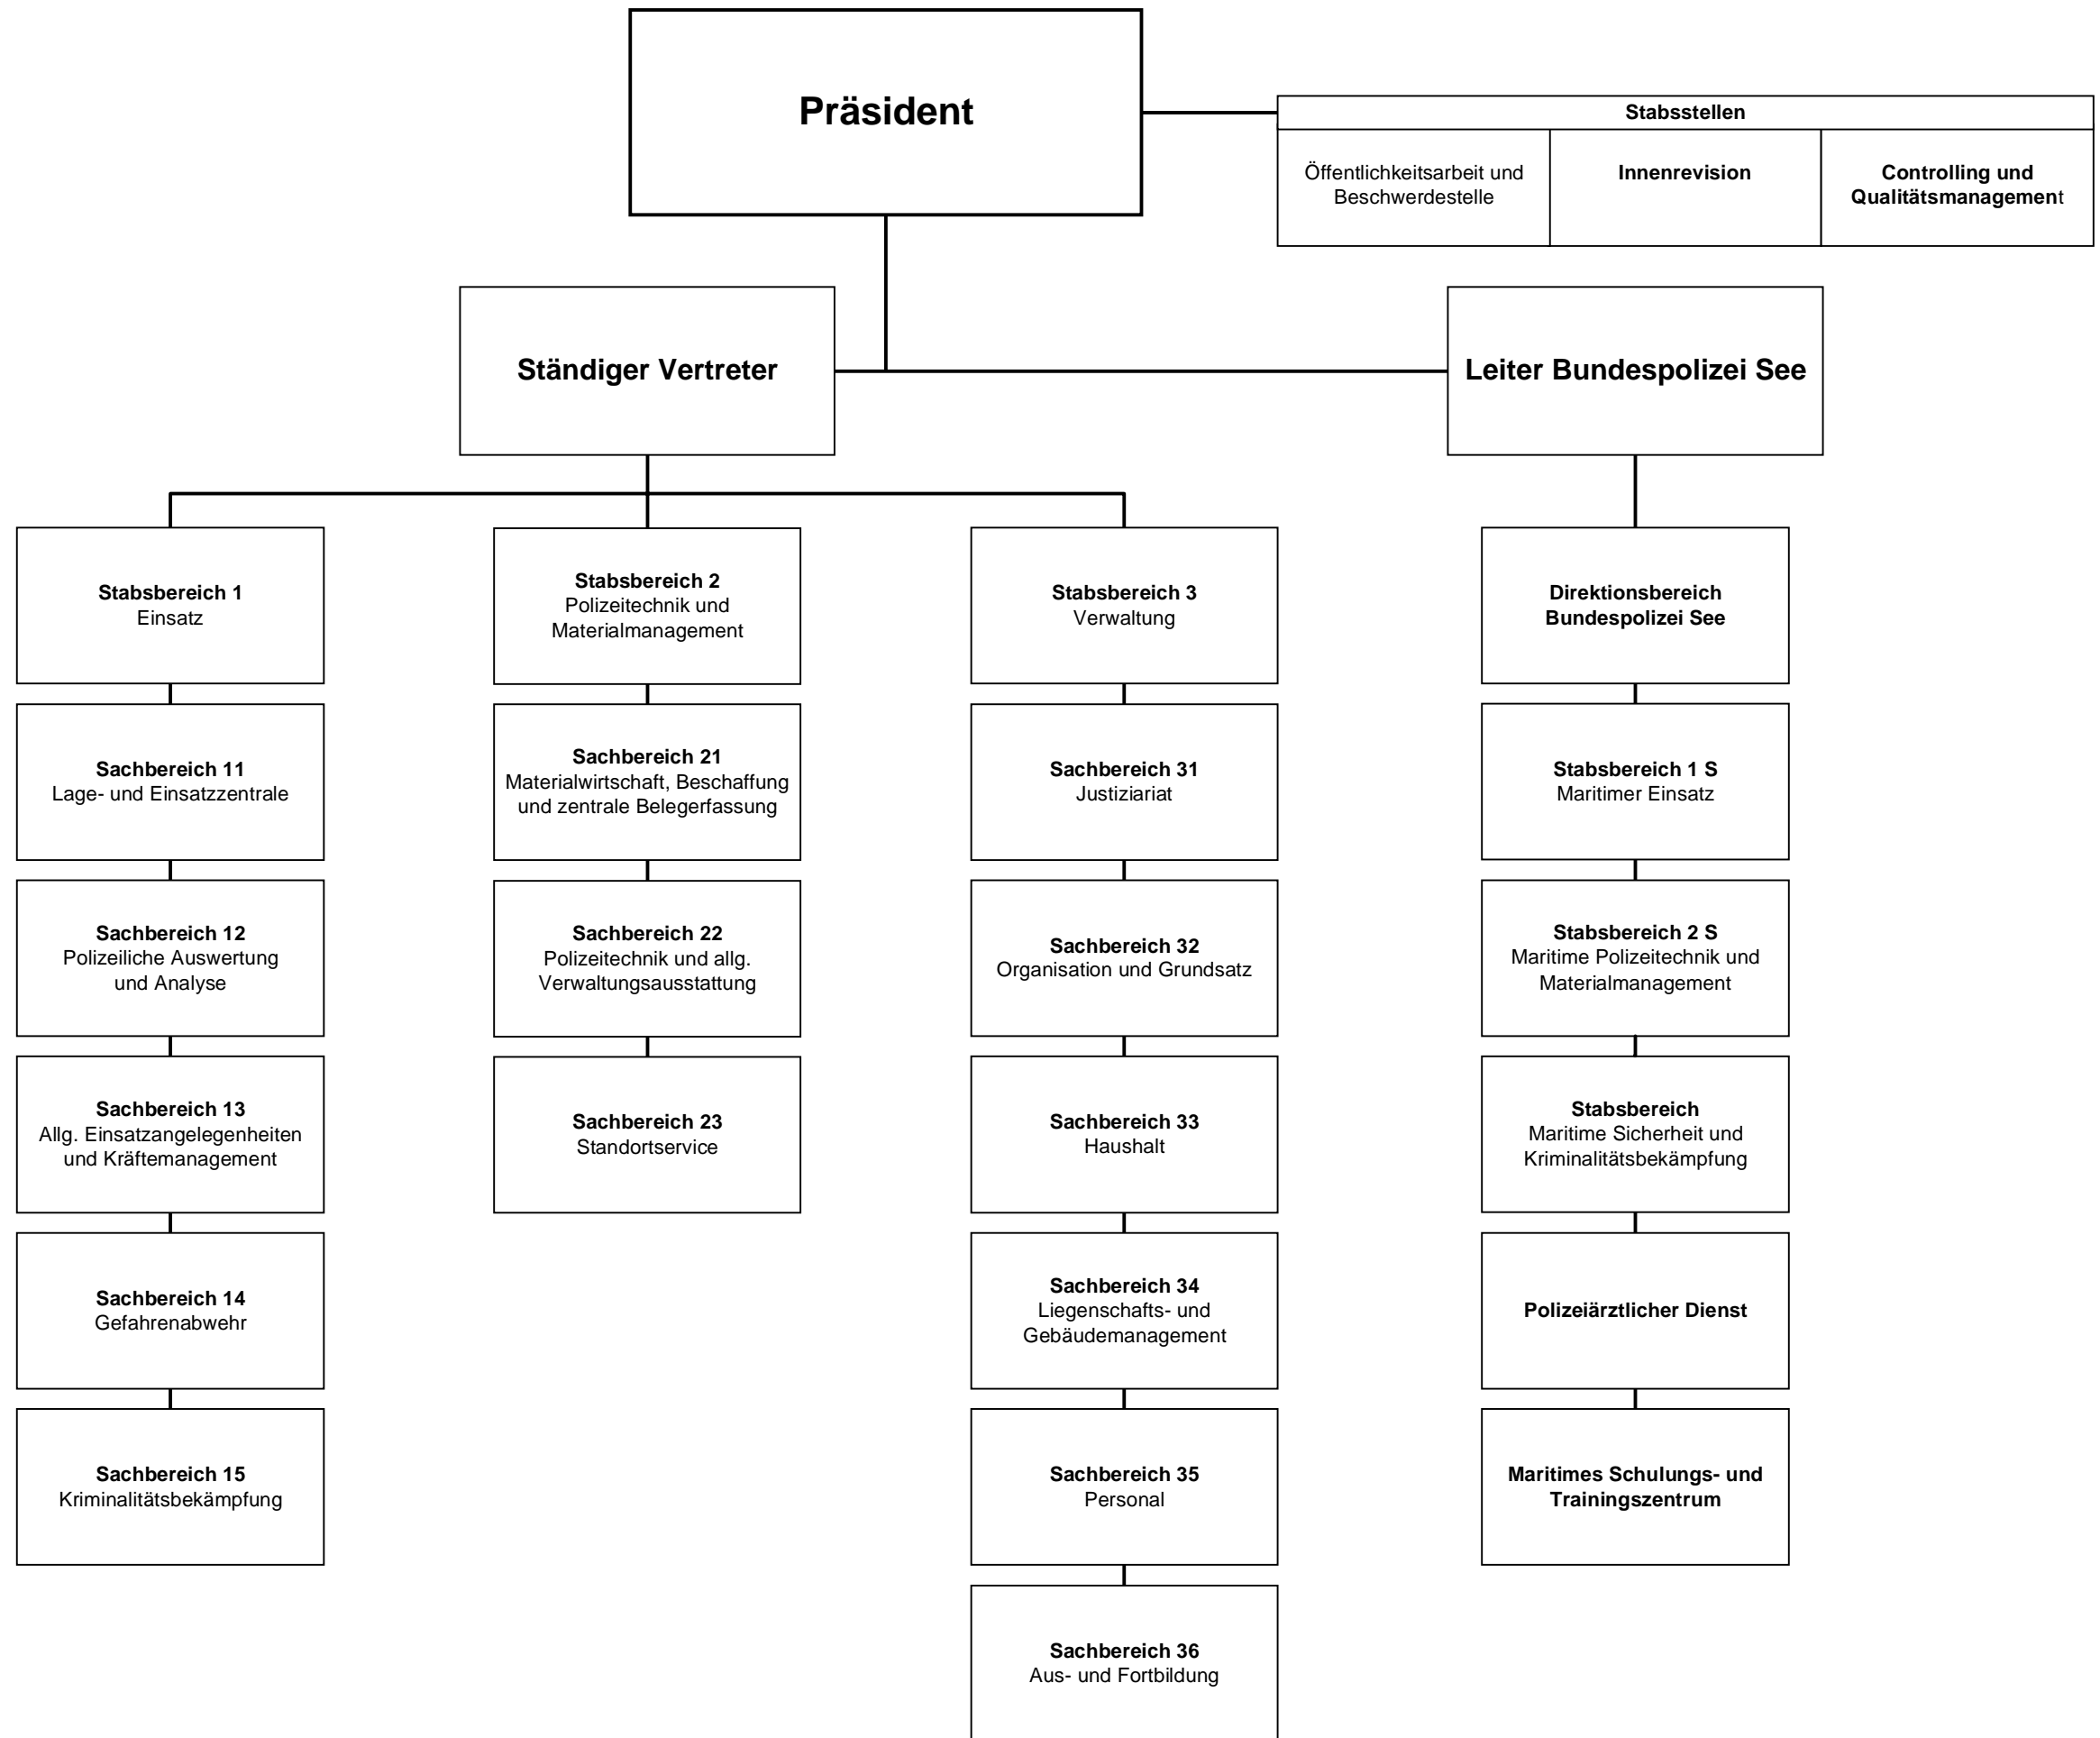 Präsident
Stabsstellen
Öffentlichkeitsarbeit und
Beschwerdestelle
Innenrevision
Controlling und
Qualitätsmanagement
Ständiger Vertreter
Leiter Bundespolizei See
Stabsbereich 1
Einsatz
Sachbereich 11
Lage- und Einsatzzentrale
Sachbereich 12
Polizeiliche Auswertung
und Analyse
Sachbereich 13
Allg. Einsatzangelegenheiten
und Kräftemanagement
Sachbereich 14
Gefahrenabwehr
Sachbereich 15
Kriminalitätsbekämpfung
Stabsbereich 2
Polizeitechnik und
Materialmanagement
Sachbereich 21
Materialwirtschaft, Beschaffung
und zentrale Belegerfassung
Sachbereich 22
Polizeitechnik und allg.
Verwaltungsausstattung
Sachbereich 23
Standortservice
Stabsbereich 3
Verwaltung
Sachbereich 31
Justiziariat
Sachbereich 32
Organisation und Grundsatz
Sachbereich 33
Haushalt
Sachbereich 34
Liegenschafts- und
Gebäudemanagement
Sachbereich 35
Personal
Sachbereich 36
Aus- und Fortbildung
Direktionsbereich
Bundespolizei See
Stabsbereich 1 S
Maritimer Einsatz
Stabsbereich 2 S
Maritime Polizeitechnik und
Materialmanagement
Stabsbereich
Maritime Sicherheit und
Kriminalitätsbekämpfung
Polizeiärztlicher Dienst
Maritimes Schulungs- und
Trainingszentrum